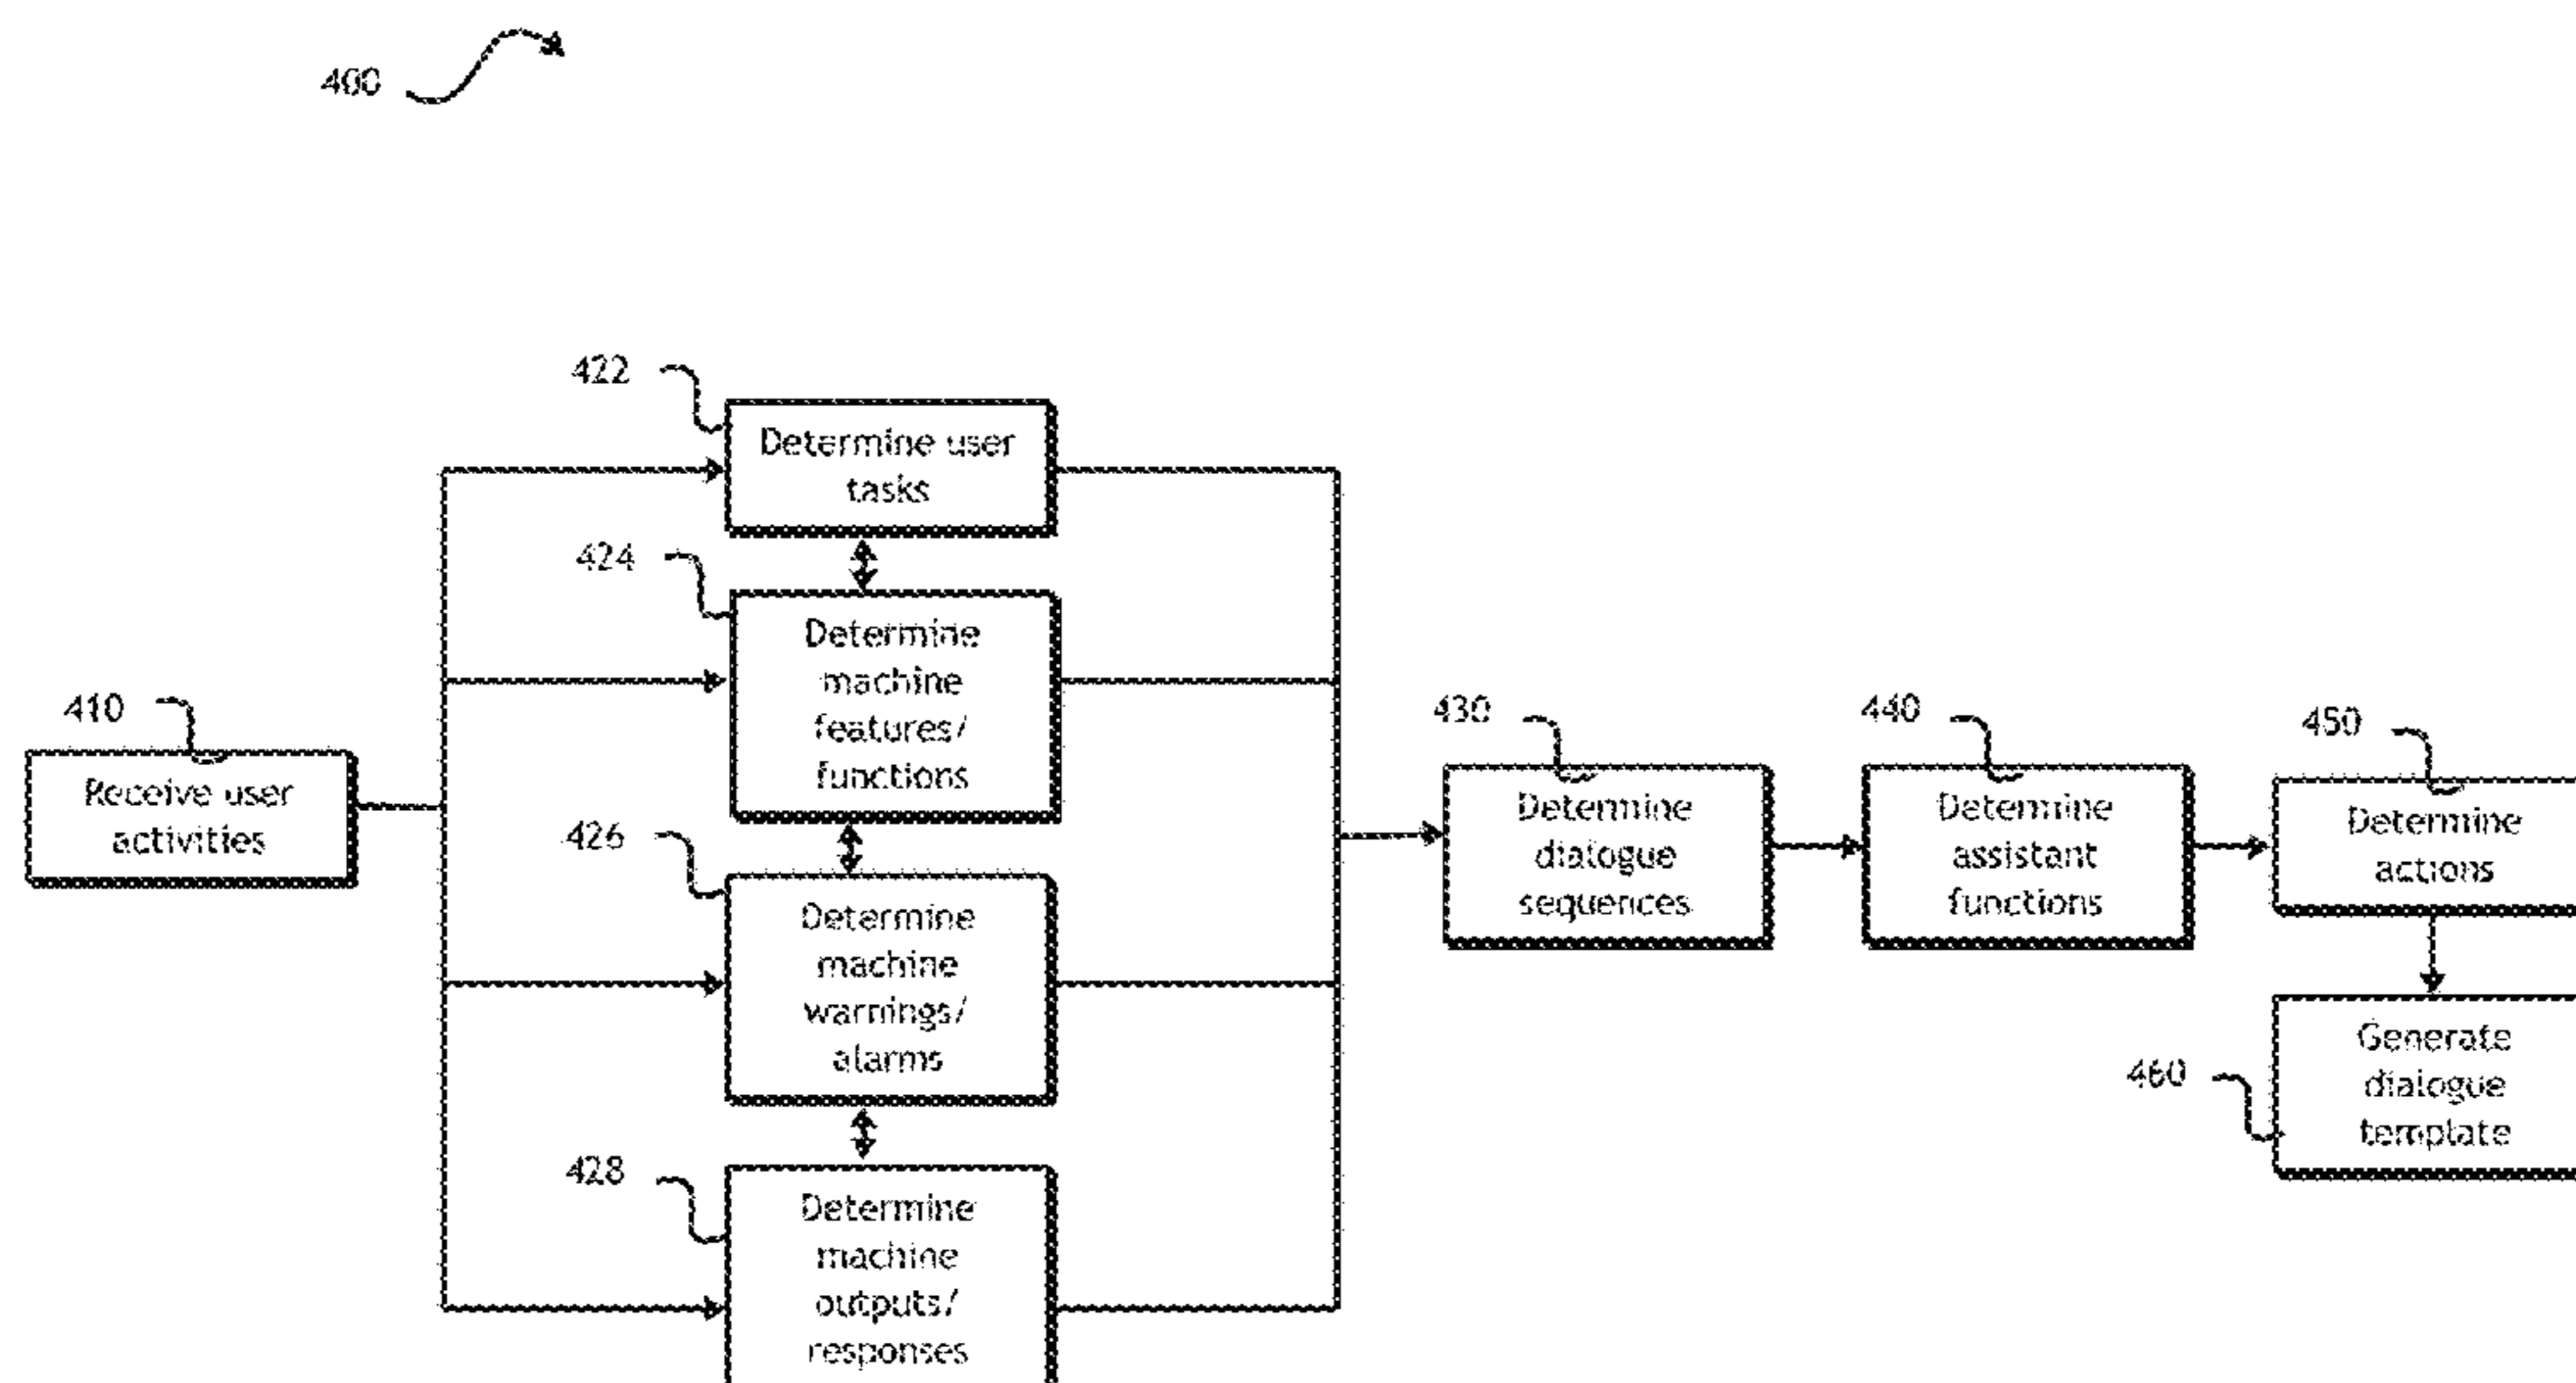 400
422
Determine user
tasks
424
Determine
machine
features/
functions
410
Receive user
activities
426
Determine
machine
warnings/
alarms
428
Determine
machine
outputs/
responses
430
Determine
dialogue
sequences
440
Determine
assistant
functions
450
Determine
actions
460
Generate
dialogue
template